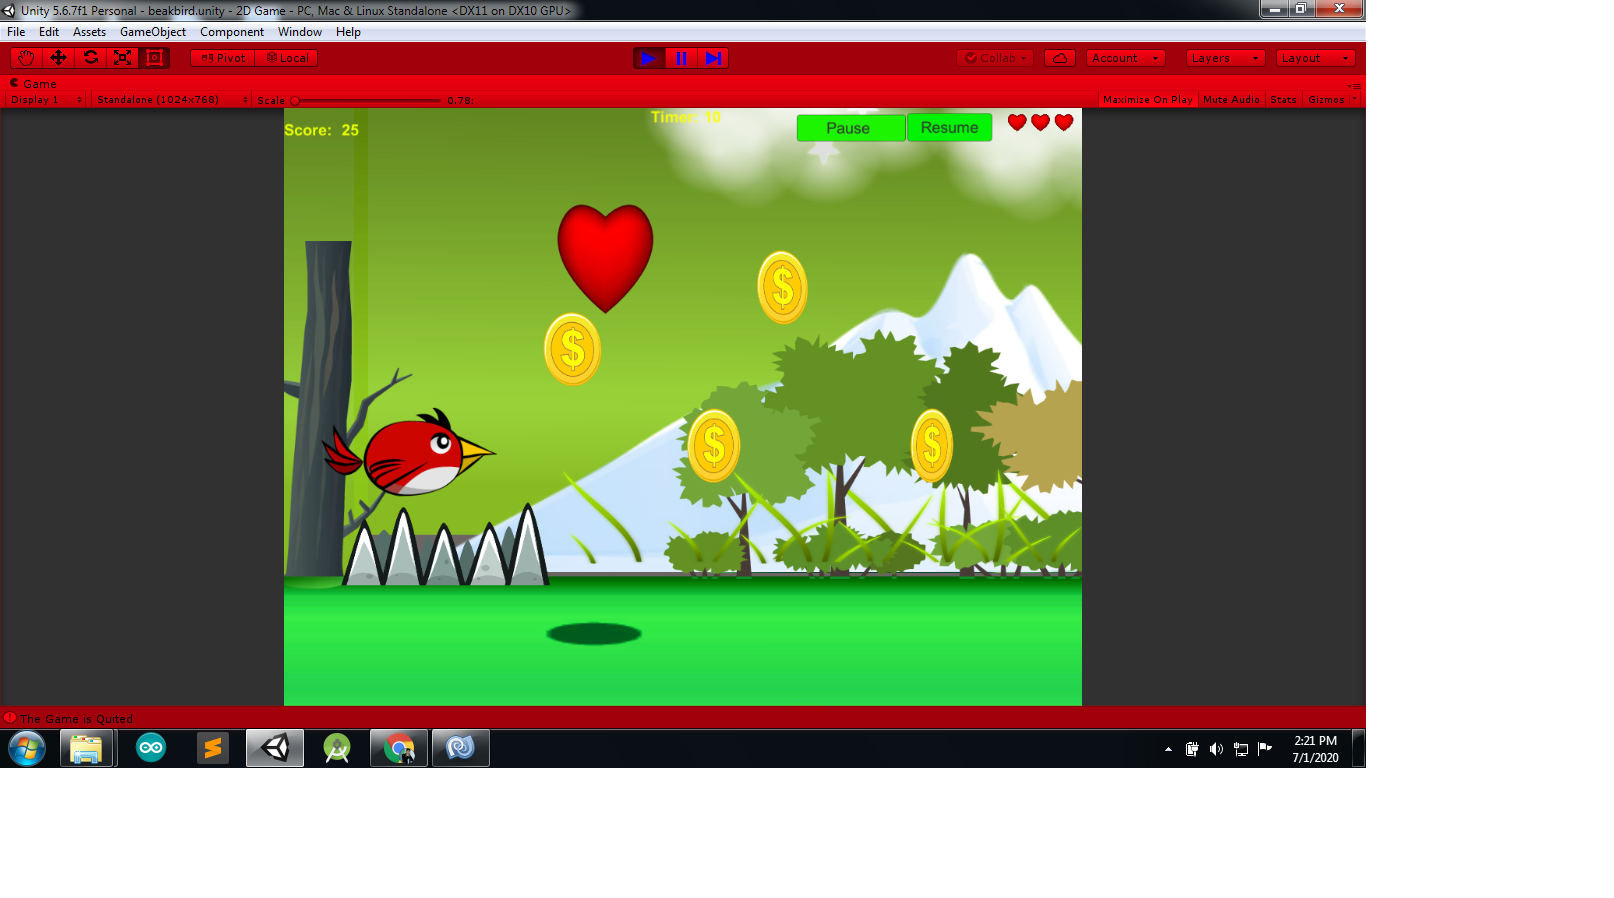 Unity 5.6.7f1 Personal - beakbird.unity - 2D Game - PC, Mac & Linux Standalone <DX11 on DX10 GPU>
File Edit Assets GameObject Component Window Help
Pivot Local Collab Account Layers Layout
Game
Display 1 Standalone (1024x768) Scale 0.78: Maximize On Play Mute Audio Stats Gizmos
Score: 25 Timer: 10 Pause Resume
$
$
$ $
The Game is Quited
2:21 PM
7/1/2020